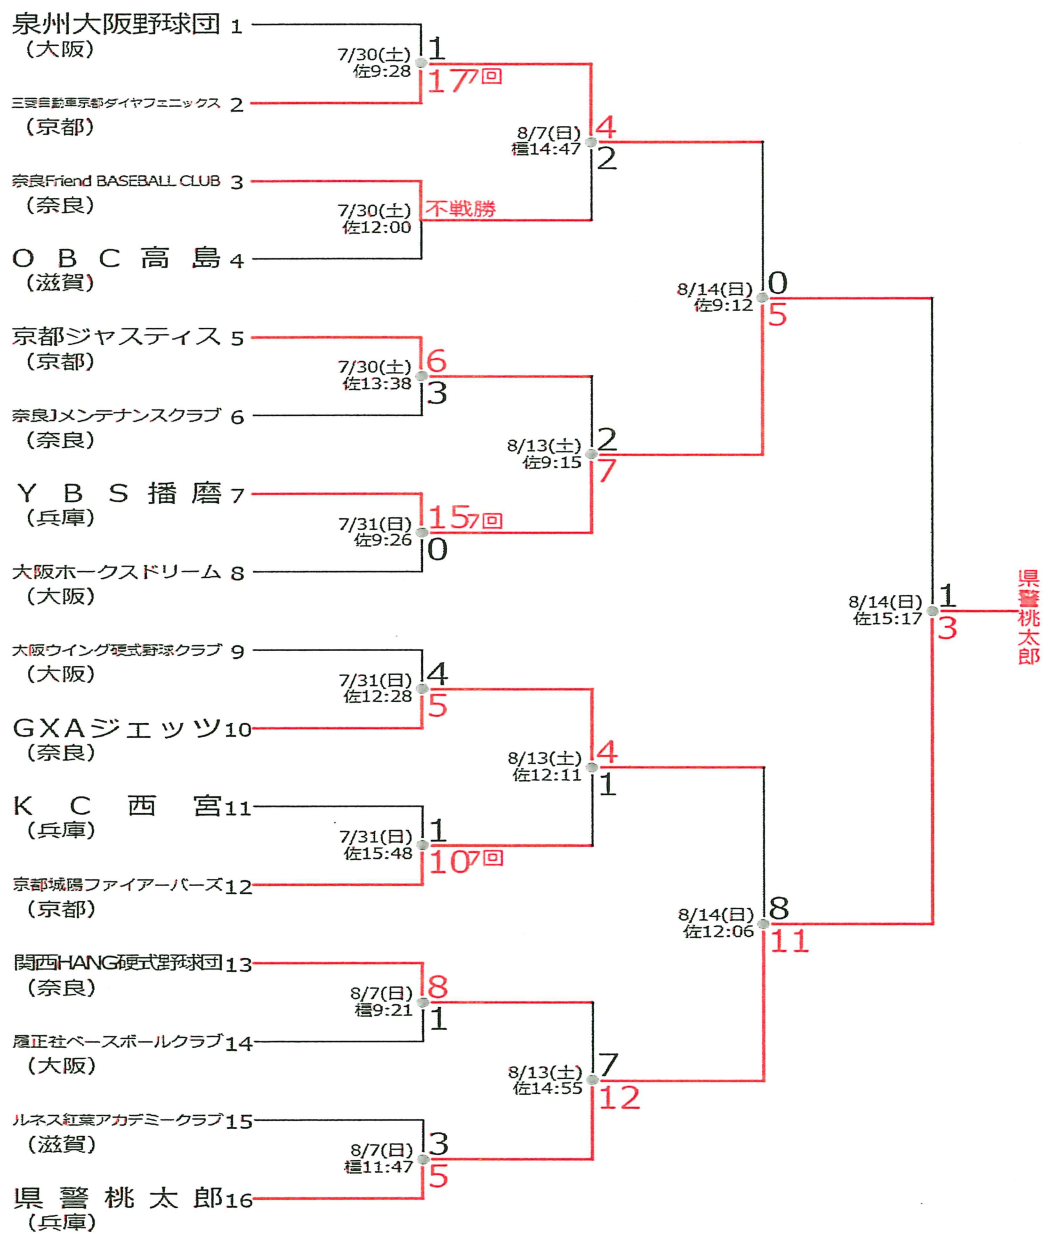 泉州大阪野球団 1
（大阪）
7/30(土)
佐9:28
1
17 7回
三菱自動車京都ダイヤフェニックス 2
（京都）
8/7(日)
橿14:47
4
2
奈良Friend BASEBALL CLUB 3
（奈良）
7/30(土)
佐12:00
不戦勝
OBC高島 4
（滋賀）
8/14(日)
佐9:12
0
5
京都ジャスティス 5
（京都）
7/30(土)
佐13:38
6
3
奈良Jメンテナンスクラブ 6
（奈良）
8/13(土)
佐9:15
2
7
YBS播磨 7
（兵庫）
7/31(日)
佐9:26
15 7回
0
大阪ホークスドリーム 8
（大阪）
8/14(日)
佐15:17
1
3
県警桃太郎
大阪ウイング硬式野球クラブ 9
（大阪）
7/31(日)
佐12:28
4
5
GXAジェッツ 10
（奈良）
8/13(土)
佐12:11
4
1
KC西宮 11
（兵庫）
7/31(日)
佐15:48
1
10 7回
京都城陽ファイアーバーズ 12
（京都）
8/14(日)
佐12:06
8
11
関西HANG硬式野球団 13
（奈良）
8/7(日)
橿9:21
8
1
履正社ベースボールクラブ 14
（大阪）
8/13(土)
佐14:55
7
12
ルネス紅葉アカデミークラブ 15
（滋賀）
8/7(日)
橿11:47
3
5
県警桃太郎 16
（兵庫）